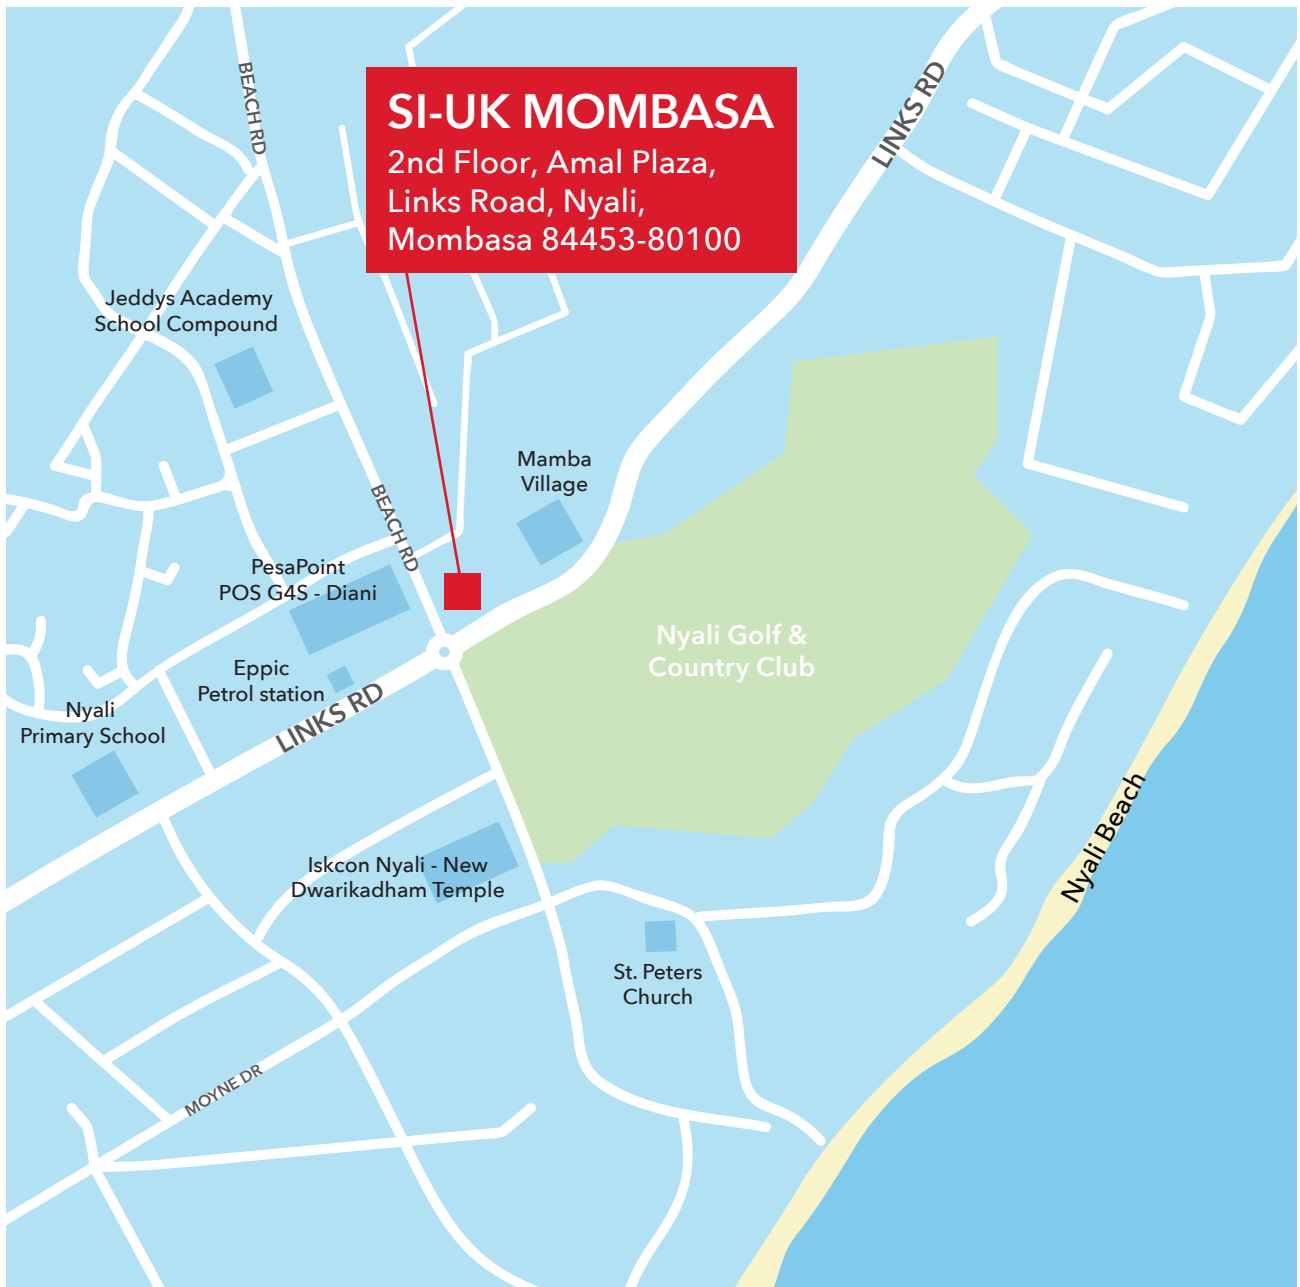 BEACH RD
LINKS RD
SI-UK MOMBASA
2nd Floor, Amal Plaza,
Links Road, Nyali,
Mombasa 84453-80100
Jeddys Academy
School Compound
Mamba
Village
BEACH RD
PesaPoint
POS G4S - Diani
Nyali Golf &
Country Club
Eppic
Petrol station
LINKS RD
Nyali
Primary School
Nyali Beach
Iskcon Nyali - New
Dwarikadham Temple
St. Peters
Church
MOYNE DR